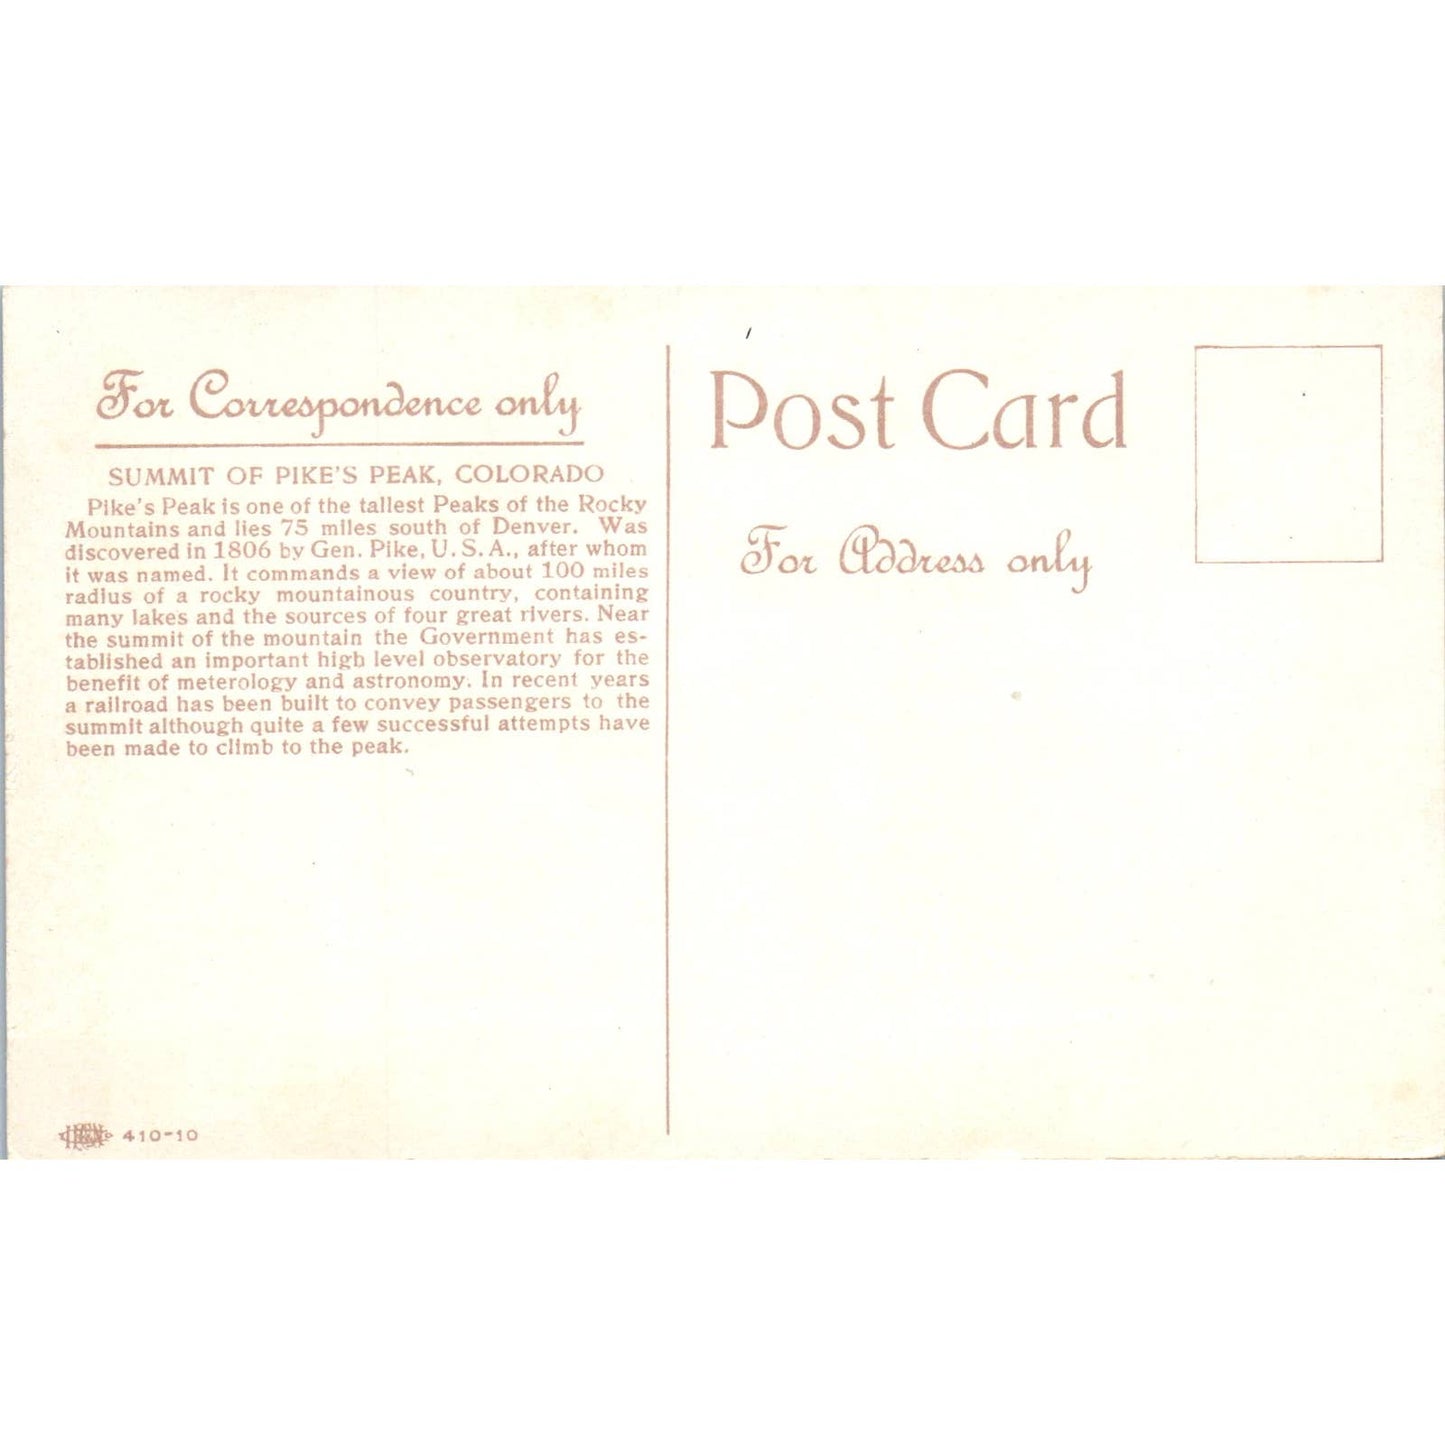 For Correspondence only
SUMMIT OF PIKE'S PEAK, COLORADO
Pike's Peak is one of the tallest Peaks of the Rocky
Mountains and lies 75 miles south of Denver. Was
discovered in 1806 by Gen. Pike, U. S. A., after whom
it was named. It commands a view of about 100 miles
radius of a rocky mountainous country, containing
many lakes and the sources of four great rivers. Near
the summit of the mountain the Government has es-
tablished an important high level observatory for the
benefit of meterology and astronomy. In recent years
a railroad has been built to convey passengers to the
summit although quite a few successful attempts have
been made to climb to the peak.
410-10
Post Card
For Address only